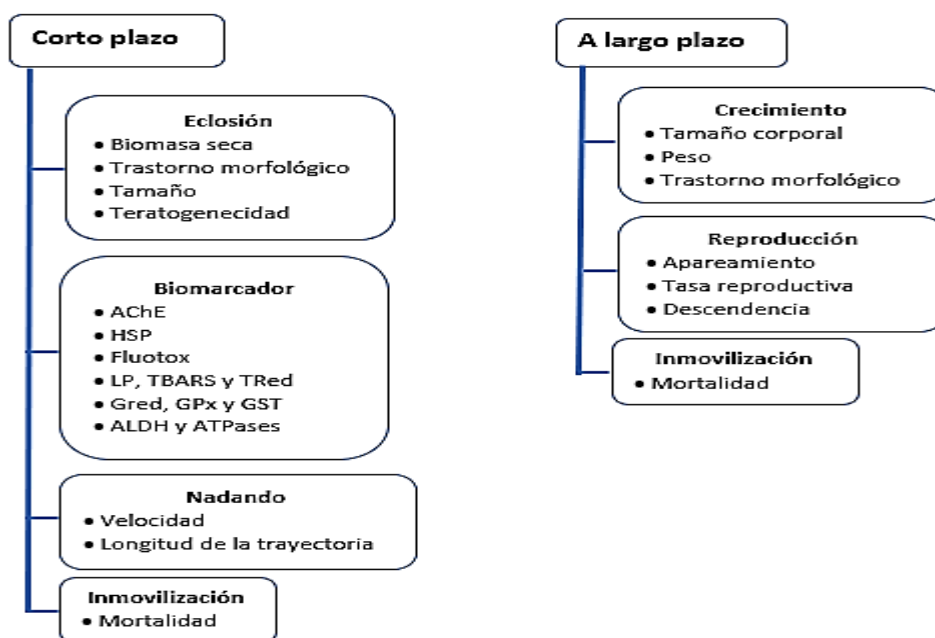 Corto plazo
Eclosión
• Biomasa seca
• Trastorno morfológico
• Tamaño
• Teratogenecidad
Biomarcador
• AChE
• HSP
• Fluotox
• LP, TBARS y TRed
• Gred, GPx y GST
• ALDH y ATPases
Nadando
• Velocidad
• Longitud de la trayectoria
Inmovilización
• Mortalidad
A largo plazo
Crecimiento
• Tamaño corporal
• Peso
• Trastorno morfológico
Reproducción
• Apareamiento
• Tasa reproductiva
• Descendencia
Inmovilización
• Mortalidad